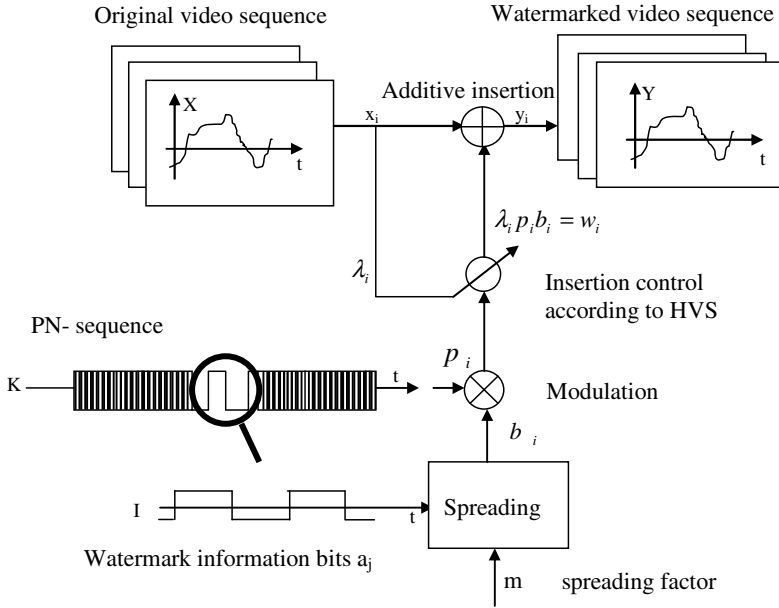 Original video sequence
Watermarked video sequence
X
t
x_i
Additive insertion
y_i
Y
t
λ_i p_i b_i = w_i
λ_i
Insertion control
according to HVS
PN- sequence
K
t
p_i
Modulation
b_i
I
t
Spreading
Watermark information bits a_j
m
spreading factor